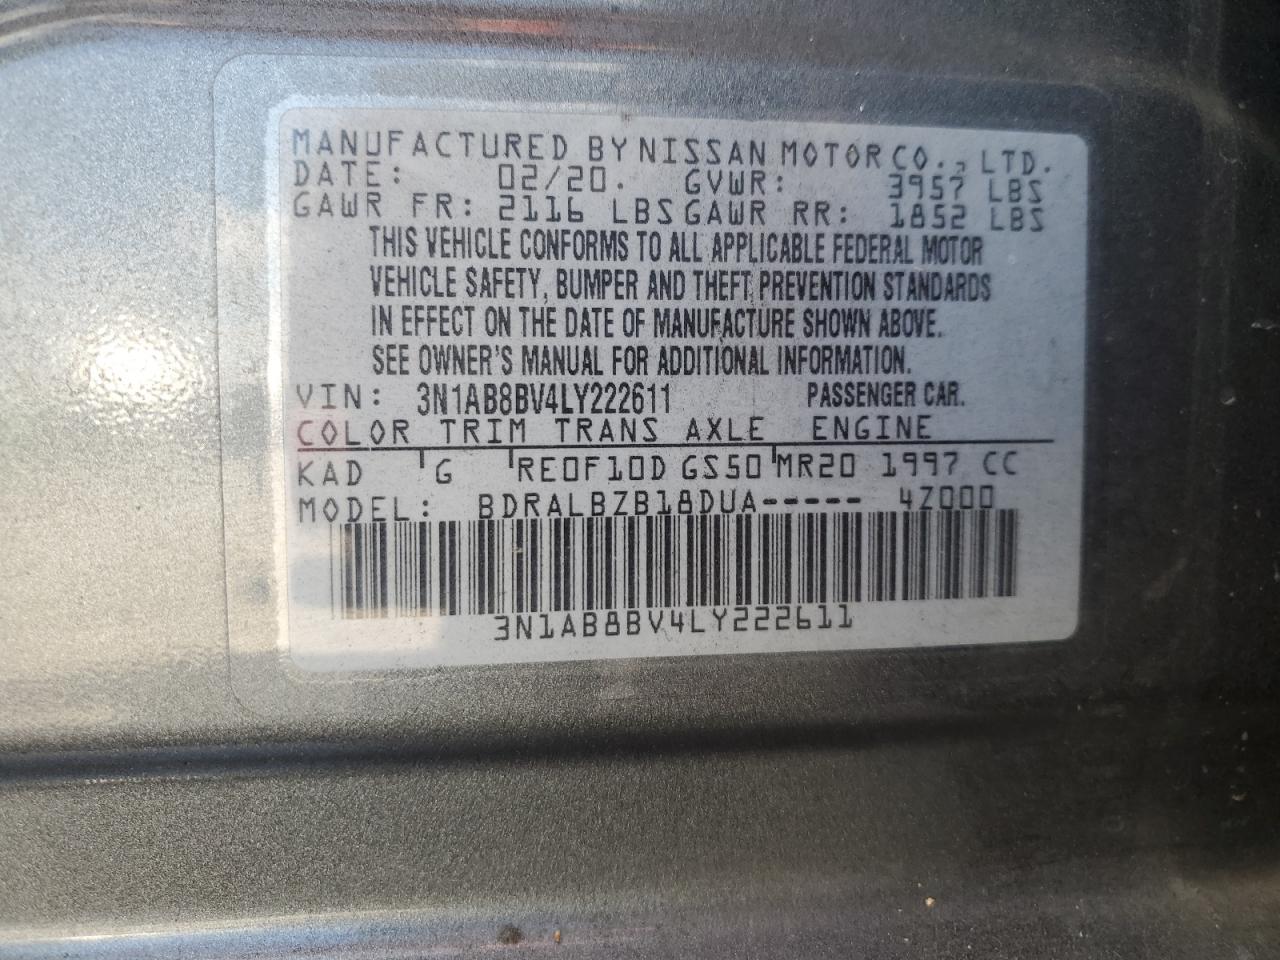 MANUFACTURED BY NISSAN MOTOR CO., LTD.
DATE: 02/20. GVWR: 3957 LBS
GAWR FR: 2116 LBS GAWR RR: 1852 LBS
THIS VEHICLE CONFORMS TO ALL APPLICABLE FEDERAL MOTOR
VEHICLE SAFETY, BUMPER AND THEFT PREVENTION STANDARDS
IN EFFECT ON THE DATE OF MANUFACTURE SHOWN ABOVE.
SEE OWNER'S MANUAL FOR ADDITIONAL INFORMATION.
VIN: 3N1AB8BV4LY222611 PASSENGER CAR.
COLOR TRIM TRANS AXLE ENGINE
KAD G RE0F10D GS50 MR20 1997 CC
MODEL: BDRALBZB18DUA----- 4Z000
3N1AB8BV4LY222611